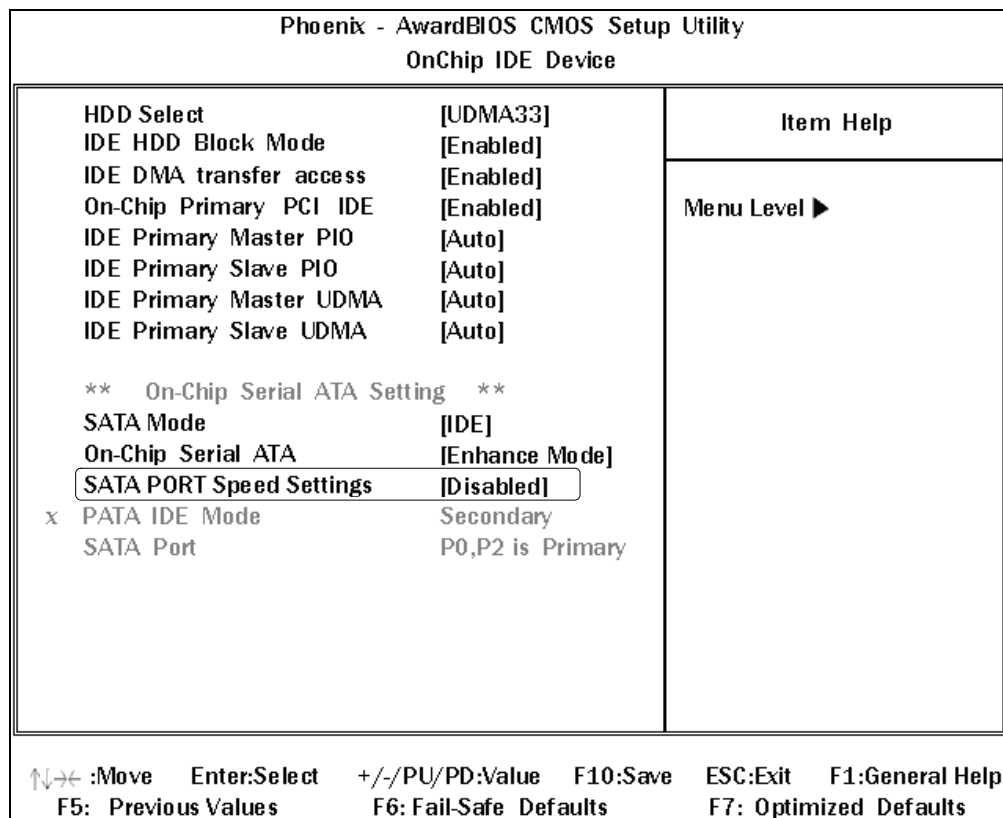 Phoenix - AwardBIOS CMOS Setup Utility
OnChip IDE Device
HDD Select [UDMA33]
IDE HDD Block Mode [Enabled]
IDE DMA transfer access [Enabled]
On-Chip Primary PCI IDE [Enabled]
IDE Primary Master PIO [Auto]
IDE Primary Slave PIO [Auto]
IDE Primary Master UDMA [Auto]
IDE Primary Slave UDMA [Auto]
** On-Chip Serial ATA Setting **
SATA Mode [IDE]
On-Chip Serial ATA [Enhance Mode]
SATA PORT Speed Settings [Disabled]
x PATA IDE Mode Secondary
SATA Port P0,P2 is Primary
Item Help
Menu Level ▶
↑↓→← :Move Enter:Select +/-/PU/PD:Value F10:Save ESC:Exit F1:General Help
F5: Previous Values F6: Fail-Safe Defaults F7: Optimized Defaults